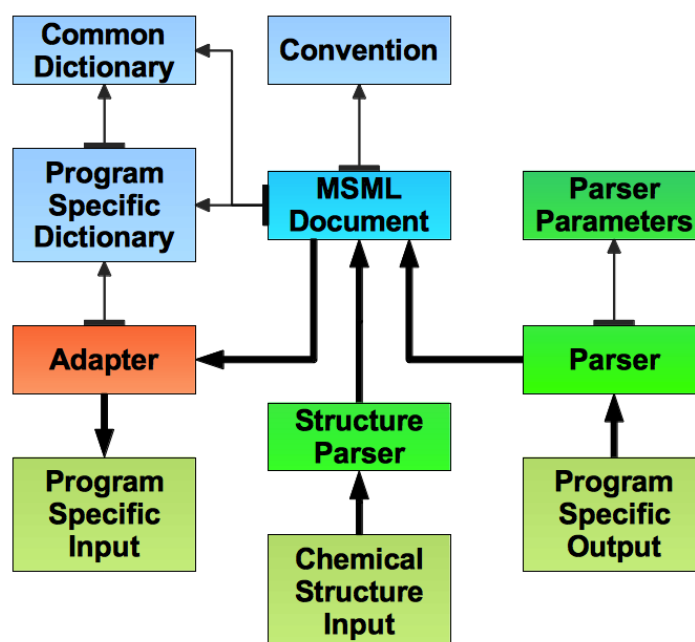 Common
Dictionary
Convention
Program
Specific
Dictionary
MSML
Document
Parser
Parameters
Adapter
Parser
Structure
Parser
Program
Specific
Input
Program
Specific
Output
Chemical
Structure
Input